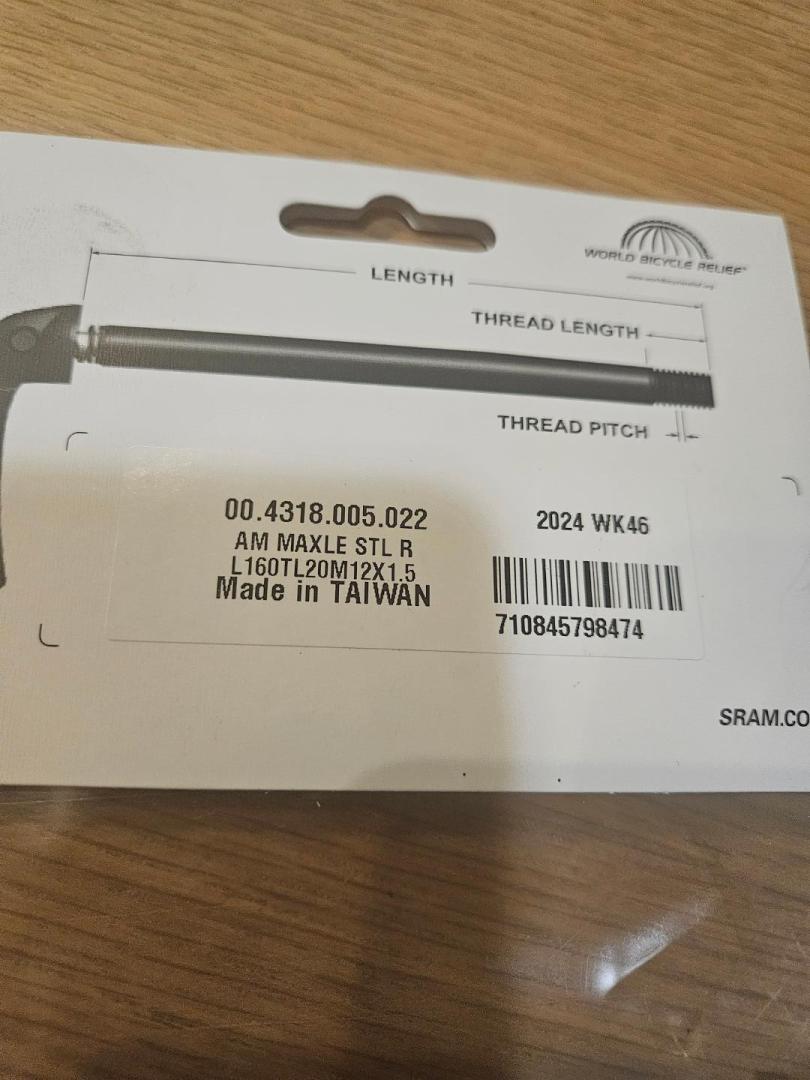 WORLD BICYCLE RELIEF
LENGTH
THREAD LENGTH
THREAD PITCH
00.4318.005.022
AM MAXLE STL R
L160TL20M12X1.5
Made in TAIWAN
2024 WK46
710845798474
SRAM.CO